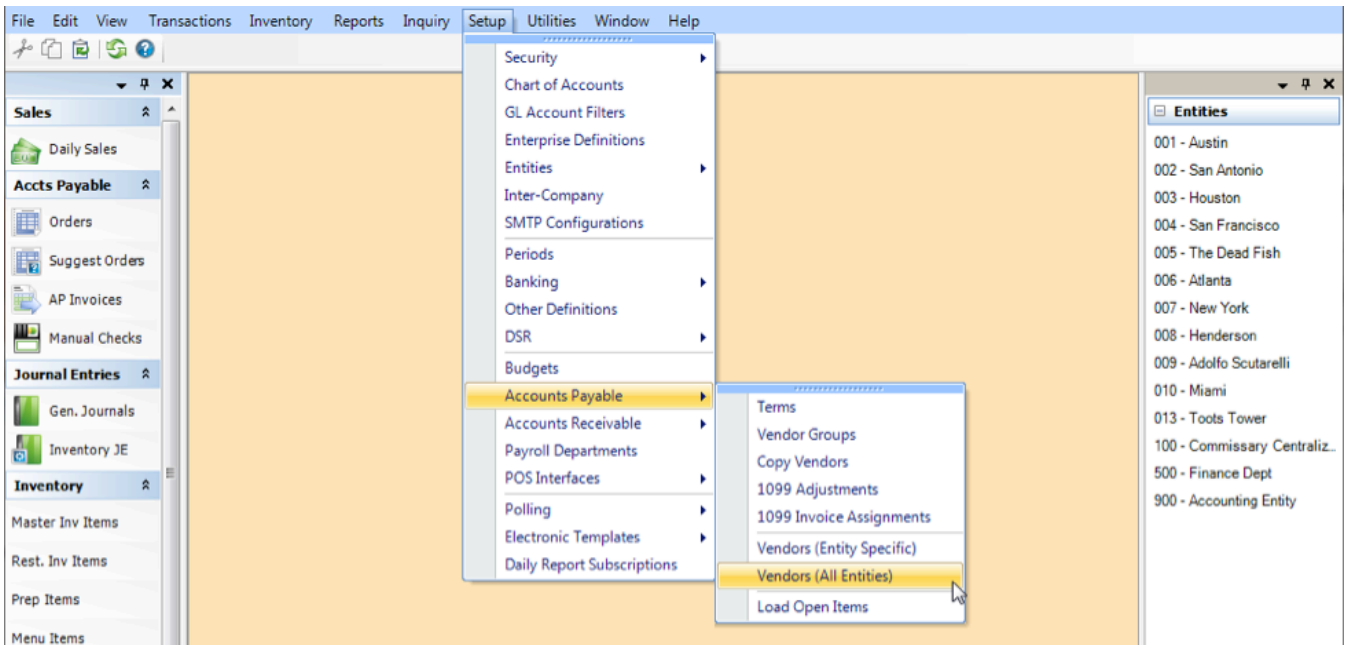 File Edit View Transactions Inventory Reports Inquiry Setup Utilities Window Help
Sales
Daily Sales
Accts Payable
Orders
Suggest Orders
AP Invoices
Manual Checks
Journal Entries
Gen. Journals
Inventory JE
Inventory
Master Inv Items
Rest. Inv Items
Prep Items
Menu Items
Security
Chart of Accounts
GL Account Filters
Enterprise Definitions
Entities
Inter-Company
SMTP Configurations
Periods
Banking
Other Definitions
DSR
Budgets
Accounts Payable
Accounts Receivable
Payroll Departments
POS Interfaces
Polling
Electronic Templates
Daily Report Subscriptions
Terms
Vendor Groups
Copy Vendors
1099 Adjustments
1099 Invoice Assignments
Vendors (Entity Specific)
Vendors (All Entities)
Load Open Items
Entities
001 - Austin
002 - San Antonio
003 - Houston
004 - San Francisco
005 - The Dead Fish
006 - Atlanta
007 - New York
008 - Henderson
009 - Adolfo Scutarelli
010 - Miami
013 - Toots Tower
100 - Commissary Centraliz...
500 - Finance Dept
900 - Accounting Entity